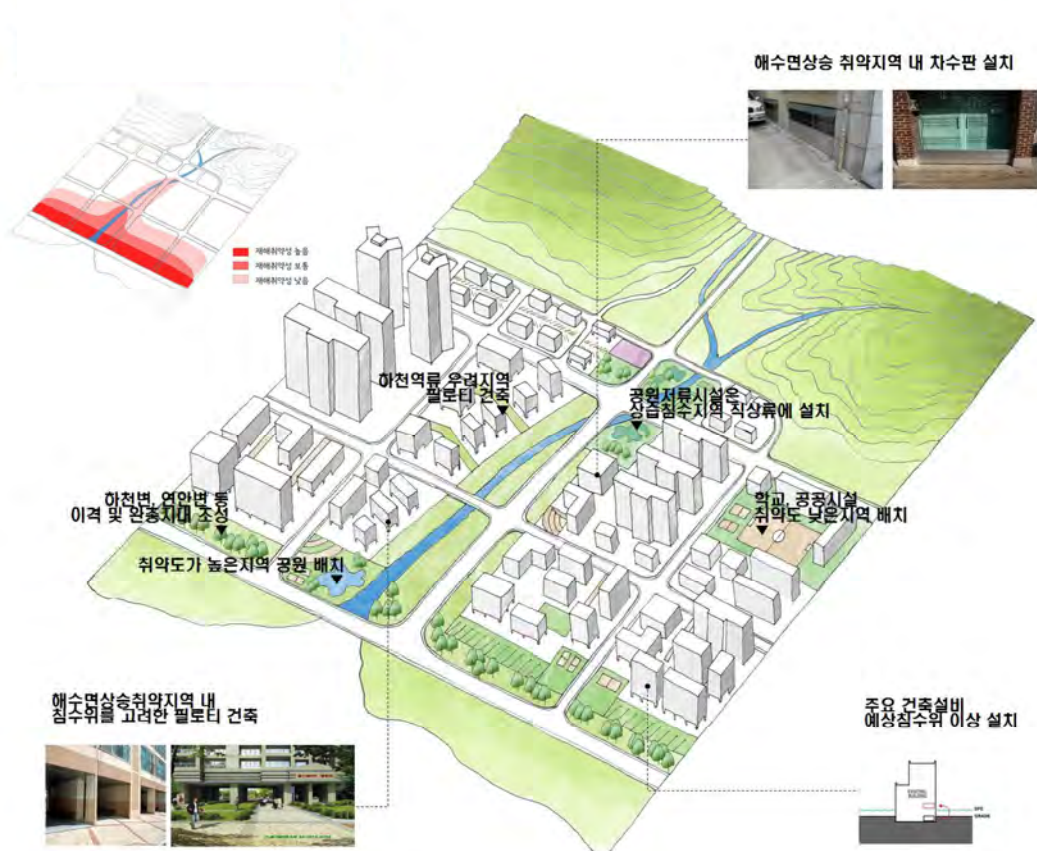 해수면상승 취약지역 내 차수판 설치
재해취약성 높음
재해취약성 보통
재해취약성 낮음
하천역류 우려지역
필로티 건축
공원저류시설은
상습침수지역 직상류에 설치
하천변, 연안변 등
이격 및 완충지대 조성
학교, 공공시설
취약도 낮은지역 배치
취약도가 높은지역 공원 배치
해수면상승취약지역 내
침수위를 고려한 필로티 건축
주요 건축설비
예상침수위 이상 설치
EXISTING
BUILDING
GRADE